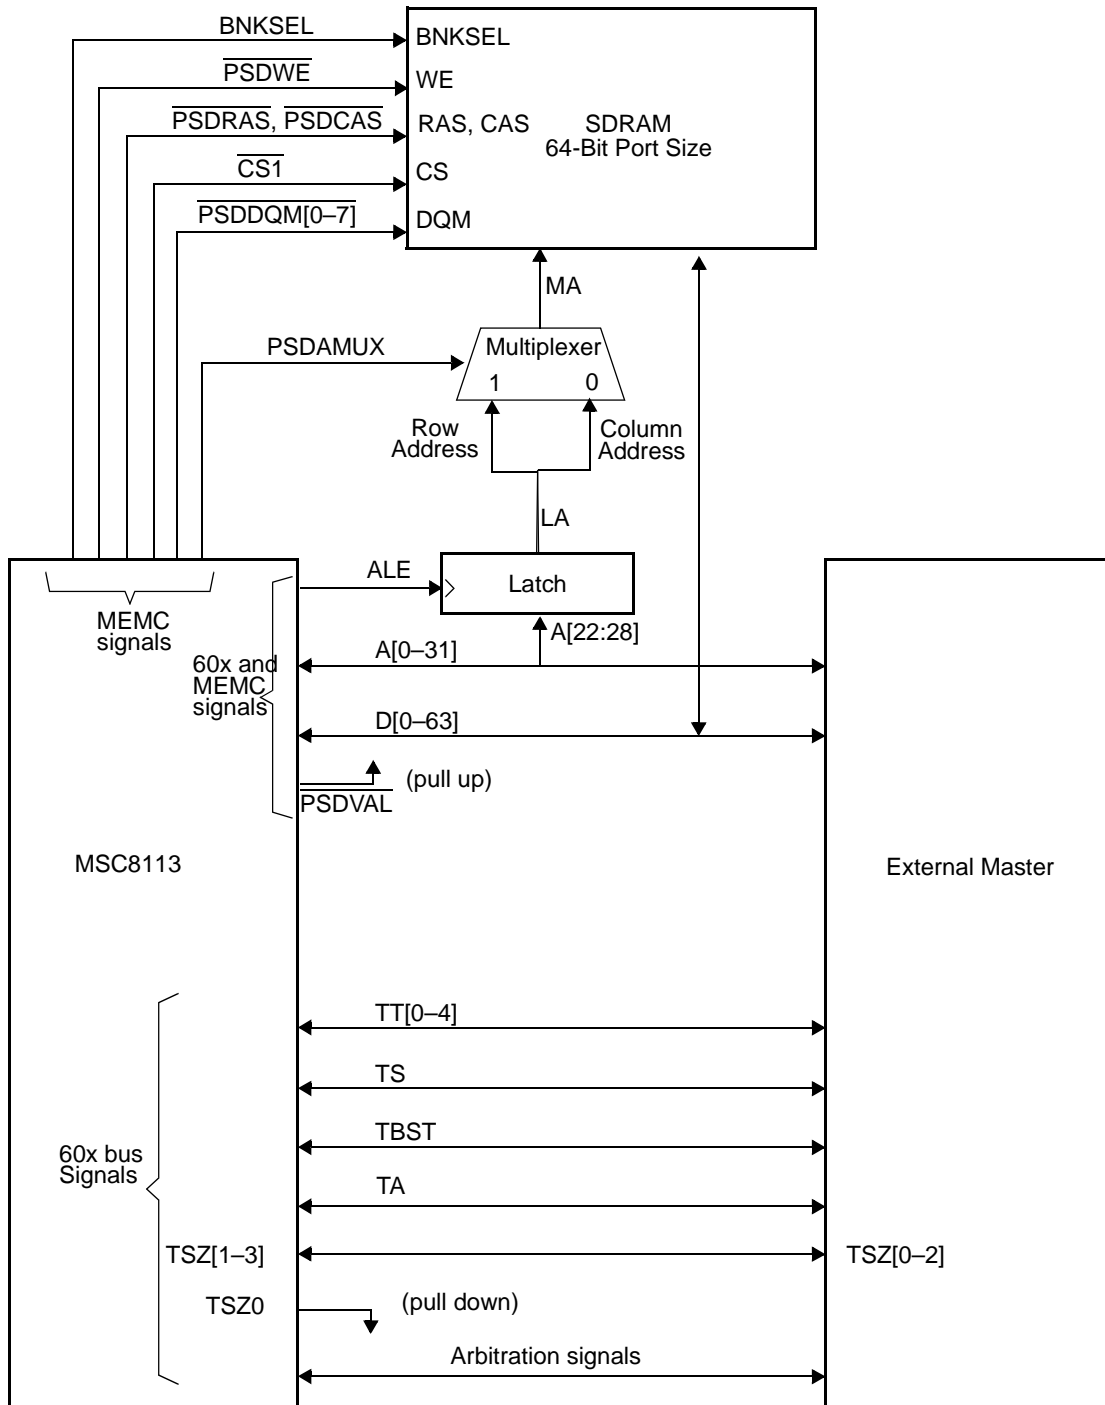 BNKSEL
BNKSEL
PSDWE
WE
PSDRAS, PSDCAS
RAS, CAS
SDRAM
64-Bit Port Size
CS1
CS
PSDDQM[0–7]
DQM
MA
PSDAMUX
Multiplexer
1 0
Row
Address
Column
Address
LA
ALE
Latch
MEMC
signals
A[22:28]
A[0–31]
60x and
MEMC
signals
D[0–63]
(pull up)
PSDVAL
MSC8113
External Master
TT[0–4]
TS
TBST
60x bus
Signals
TA
TSZ[1–3]
TSZ[0–2]
TSZ0
(pull down)
Arbitration signals